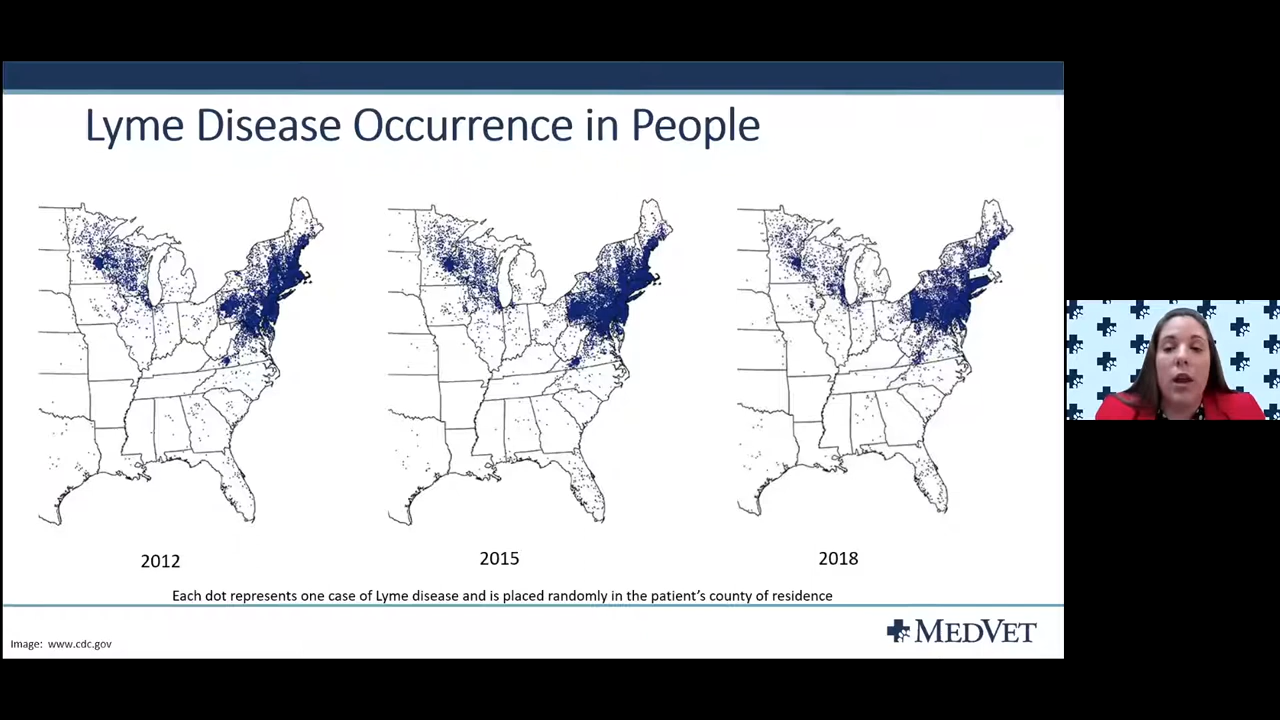 Lyme Disease Occurrence in People
2012
2015
2018
Each dot represents one case of Lyme disease and is placed randomly in the patient's county of residence
MEDVET
Image: www.cdc.gov